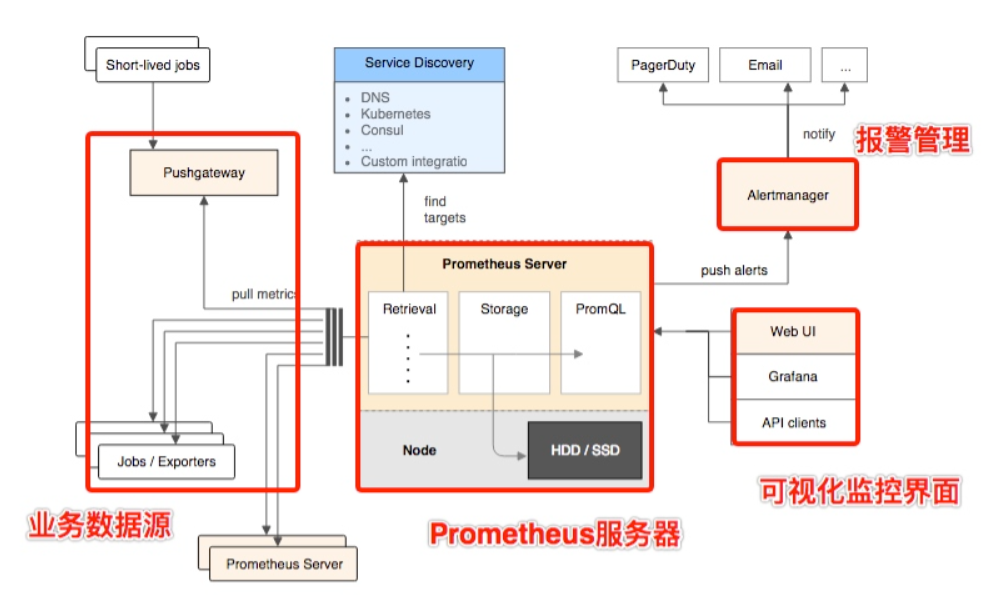 Short-lived jobs
Service Discovery
• DNS
• Kubernetes
• Consul
• ...
• Custom integratio
PagerDuty
Email
...
notify
报警管理
Pushgateway
Alertmanager
find
targets
push alerts
pull metrics
Prometheus Server
Retrieval
Storage
PromQL
Web UI
Grafana
API clients
Node
HDD / SSD
Jobs / Exporters
可视化监控界面
业务数据源
Prometheus服务器
Prometheus Server